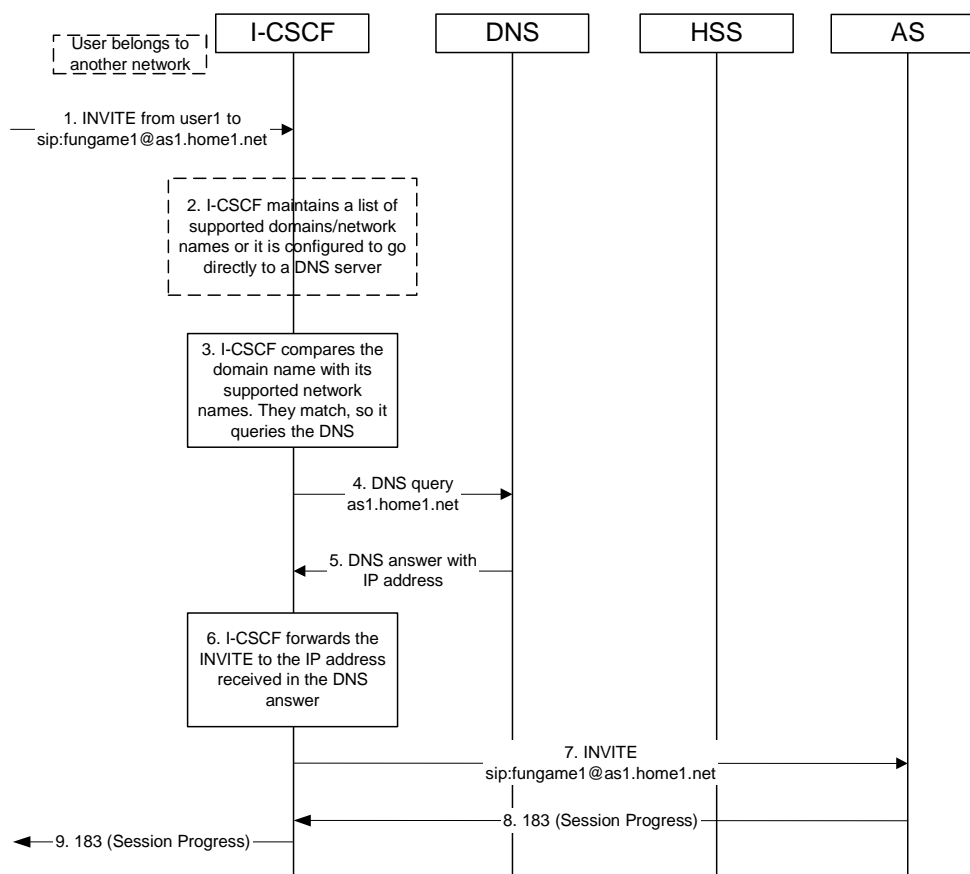 I-CSCF
DNS
HSS
AS
User belongs to
another network
1. INVITE from user1 to
sip:fungame1@as1.home1.net
2. I-CSCF maintains a list of
supported domains/network
names or it is configured to go
directly to a DNS server
3. I-CSCF compares the
domain name with its
supported network
names. They match, so it
queries the DNS
4. DNS query
as1.home1.net
5. DNS answer with
IP address
6. I-CSCF forwards the
INVITE to the IP address
received in the DNS
answer
7. INVITE
sip:fungame1@as1.home1.net
8. 183 (Session Progress)
9. 183 (Session Progress)